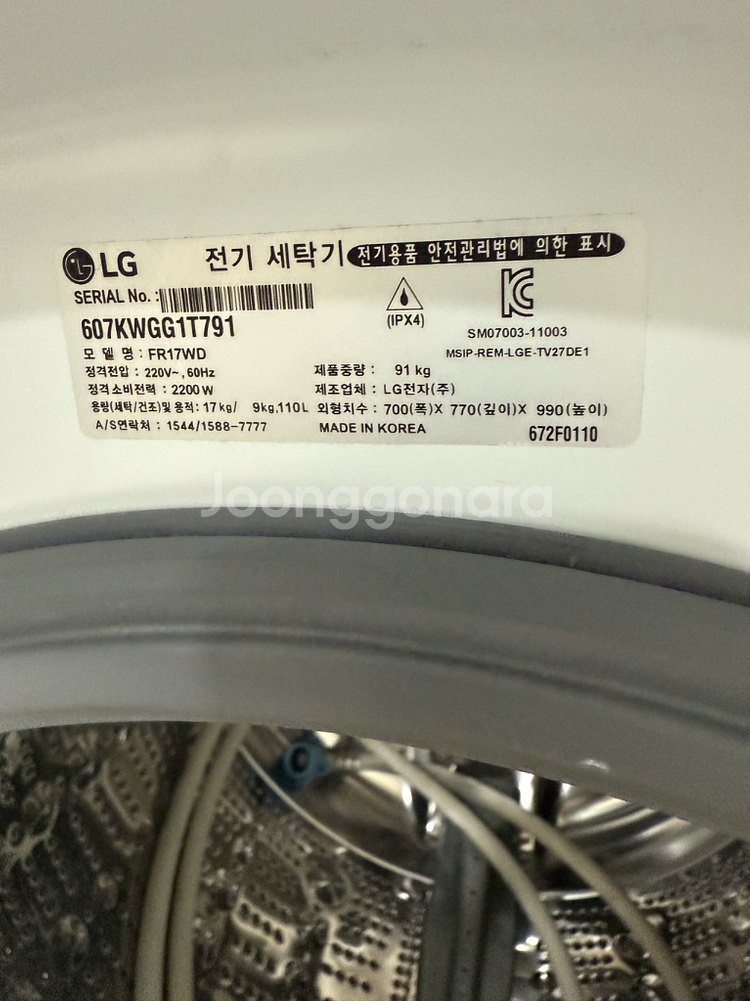 LG 전기 세탁기 전기용품 안전관리법에 의한 표시
SERIAL No. :
607KWGG1T791
(IPX4)
SM07003-11003
MSIP-REM-LGE-TV27DE1
모 델 명 : FR17WD
정격전압 : 220V~, 60Hz 제품중량 : 91 kg
정격소비전력 : 2200 W 제조업체 : LG전자(주)
용량(세탁/건조)및 용적: 17 kg/ 9kg,110L 외형치수 : 700(폭)X 770(깊이)X 990(높이)
A/S연락처 : 1544/1588-7777 MADE IN KOREA 672F0110
Joonggonara